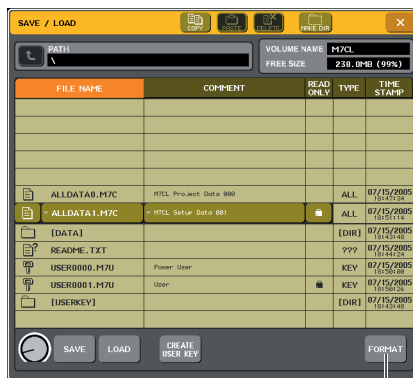 SAVE / LOAD
COPY PASTE DELETE MAKE DIR
PATH
\
VOLUME NAME M7CL
FREE SIZE 238.0MB (99%)
FILE NAME COMMENT READ ONLY TYPE TIME STAMP
ALLDATA0.M7C M7CL Project Data 000 ALL 07/15/2005 18:47:34
ALLDATA1.M7C M7CL Setup Data 001 ALL 07/15/2005 18:51:14
[DATA] [DIR] 07/15/2005 18:43:48
README.TXT ??? 07/15/2005 18:44:24
USER0000.M7U Power User KEY 07/15/2005 18:50:00
USER0001.M7U User KEY 07/15/2005 18:50:26
[USERKEY] [DIR] 07/15/2005 18:43:48
SAVE LOAD CREATE USER KEY FORMAT